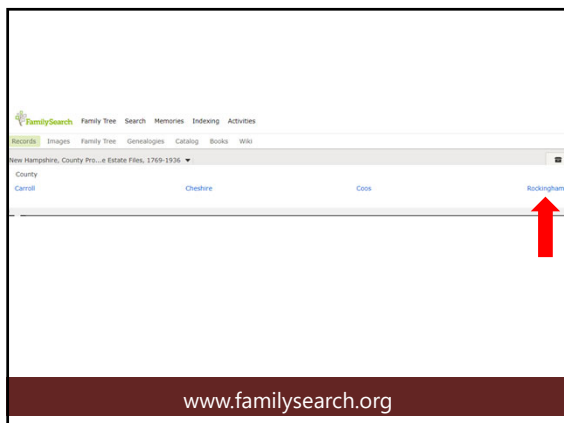 FamilySearch Family Tree Search Memories Indexing Activities
Records Images Family Tree Genealogies Catalog Books Wiki
New Hampshire, County Pro...e Estate Files, 1769-1936
County
Carroll Cheshire Coos Rockingham
www.familysearch.org